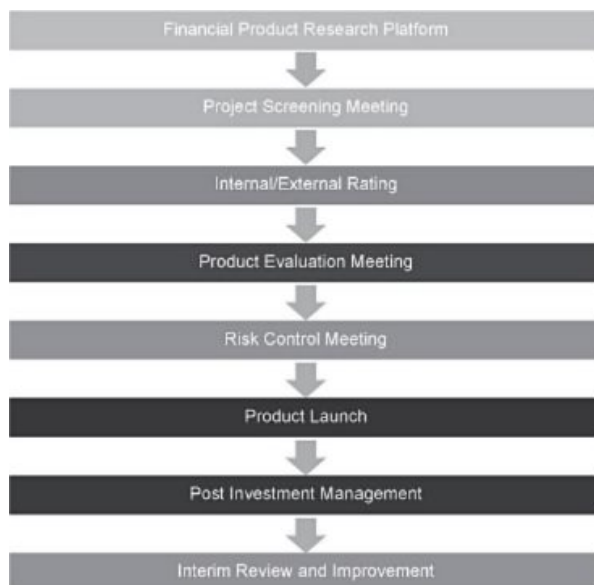 Financial Product Research Platform
Project Screening Meeting
Internal/External Rating
Product Evaluation Meeting
Risk Control Meeting
Product Launch
Post Investment Management
Interim Review and Improvement